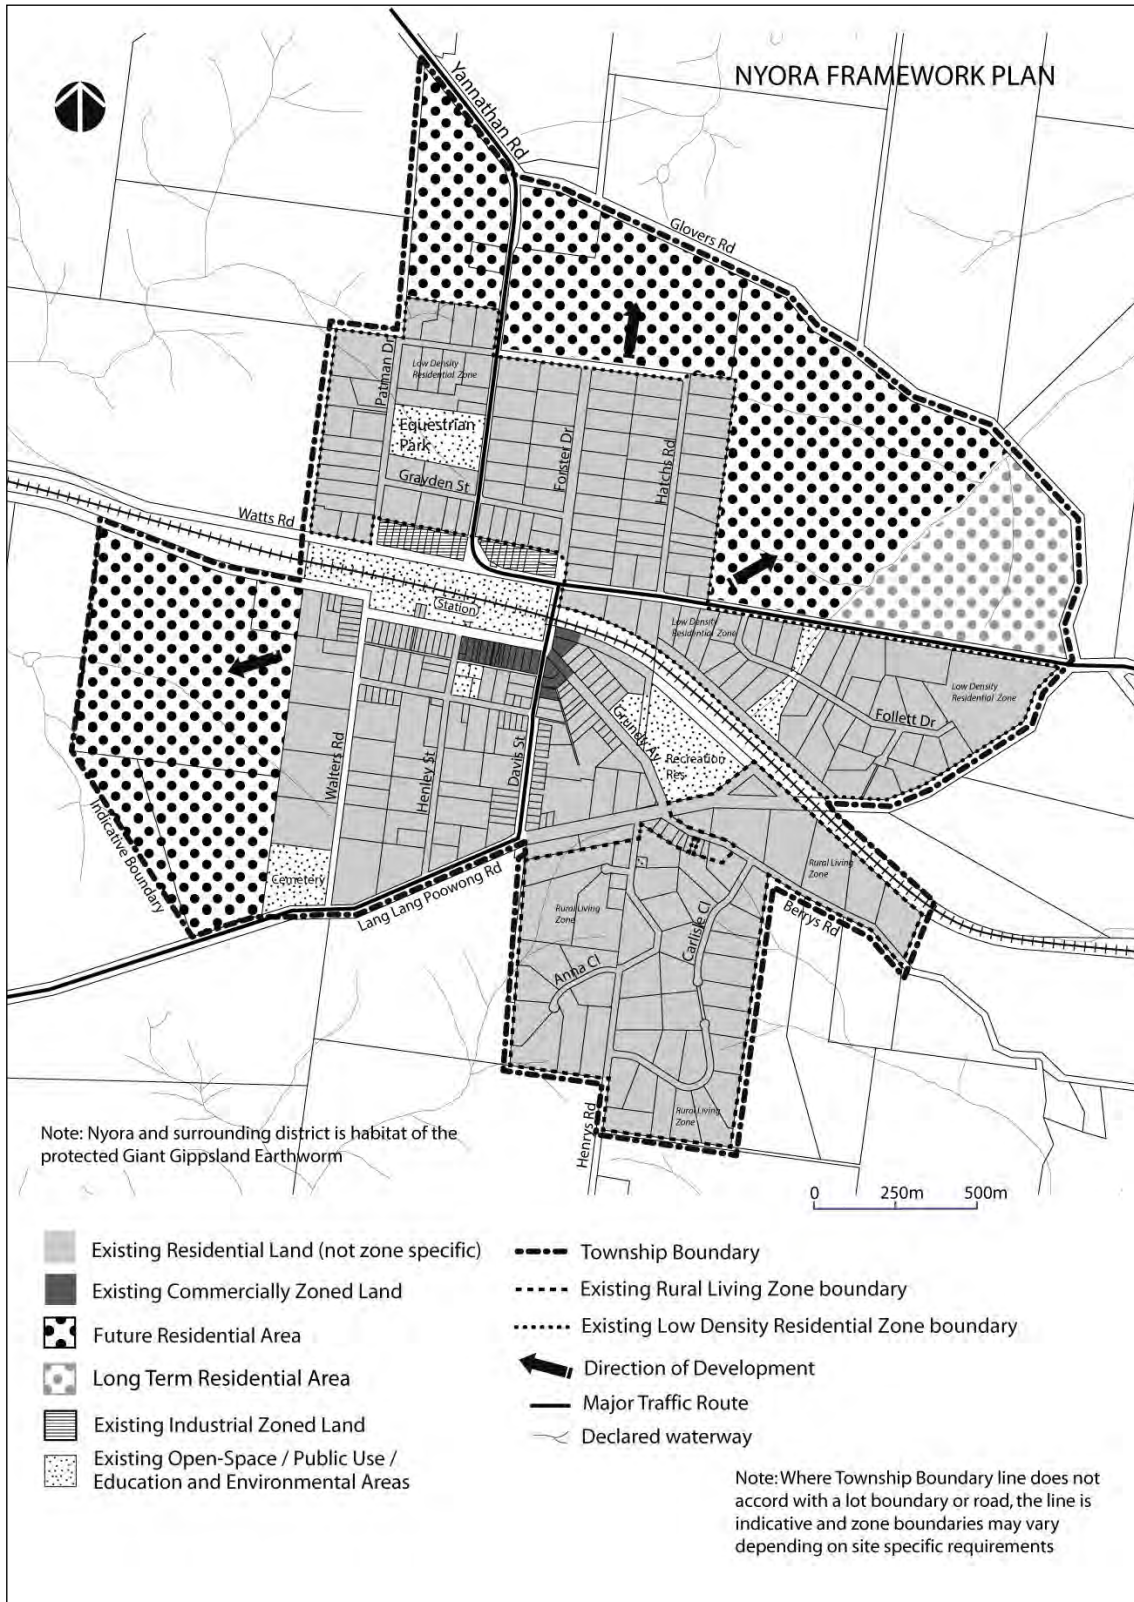 NYORA FRAMEWORK PLAN
Yannathan Rd
Glovers Rd
Patman Dr
Low Density
Residential Zone
Equestrian
Park
Grayden St
Forster Dr
Hatchs Rd
Watts Rd
Station
Low Density
Residential Zone
Low Density
Residential Zone
Follett Dr
Walters Rd
Henley St
Davis St
Grundy Av
Recreation
Res.
Indicative Boundary
Cemetery
Lang Lang Poowong Rd
Rural Living
Zone
Rural Living
Zone
Berrys Rd
Carlisle Cl
Anna Cl
Rural Living
Zone
Henrys Rd
Note: Nyora and surrounding district is habitat of the
protected Giant Gippsland Earthworm
0 250m 500m
Existing Residential Land (not zone specific)
Existing Commercially Zoned Land
Future Residential Area
Long Term Residential Area
Existing Industrial Zoned Land
Existing Open-Space / Public Use /
Education and Environmental Areas
Township Boundary
Existing Rural Living Zone boundary
Existing Low Density Residential Zone boundary
Direction of Development
Major Traffic Route
Declared waterway
Note: Where Township Boundary line does not
accord with a lot boundary or road, the line is
indicative and zone boundaries may vary
depending on site specific requirements